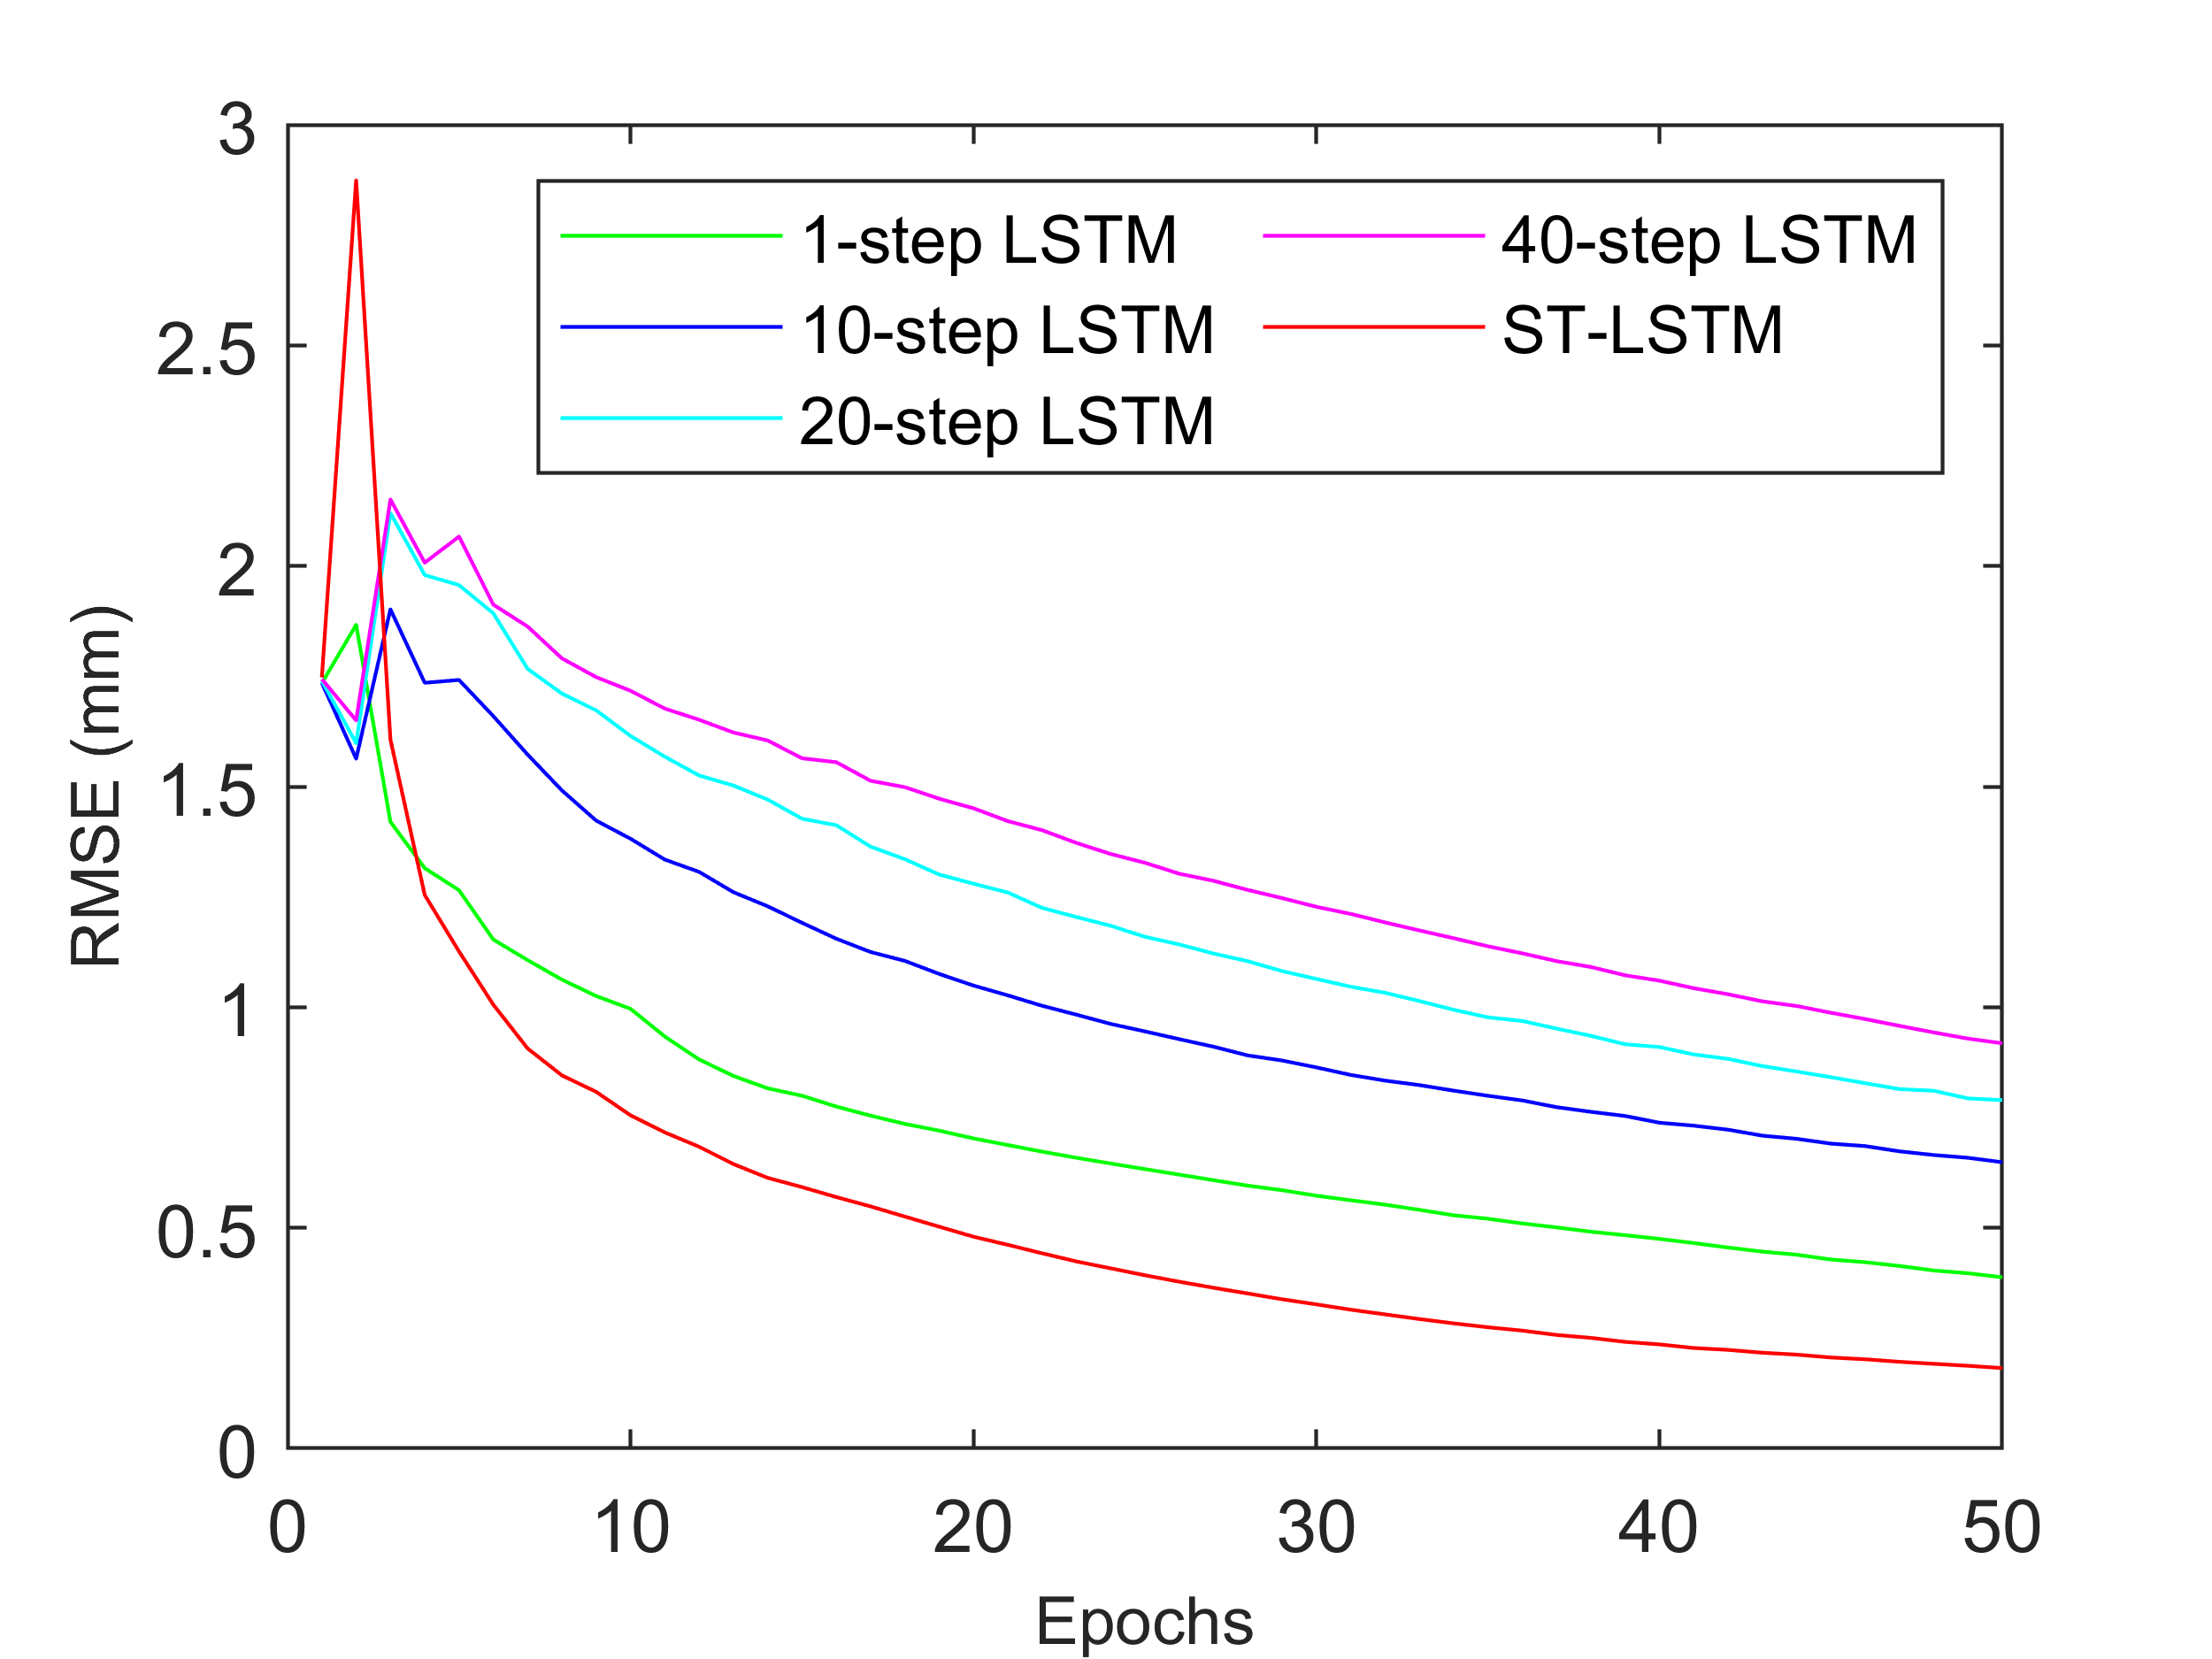 3
2.5
2
1.5
1
0.5
0
RMSE (mm)
1-step LSTM
10-step LSTM
20-step LSTM
40-step LSTM
ST-LSTM
0 10 20 30 40 50
Epochs